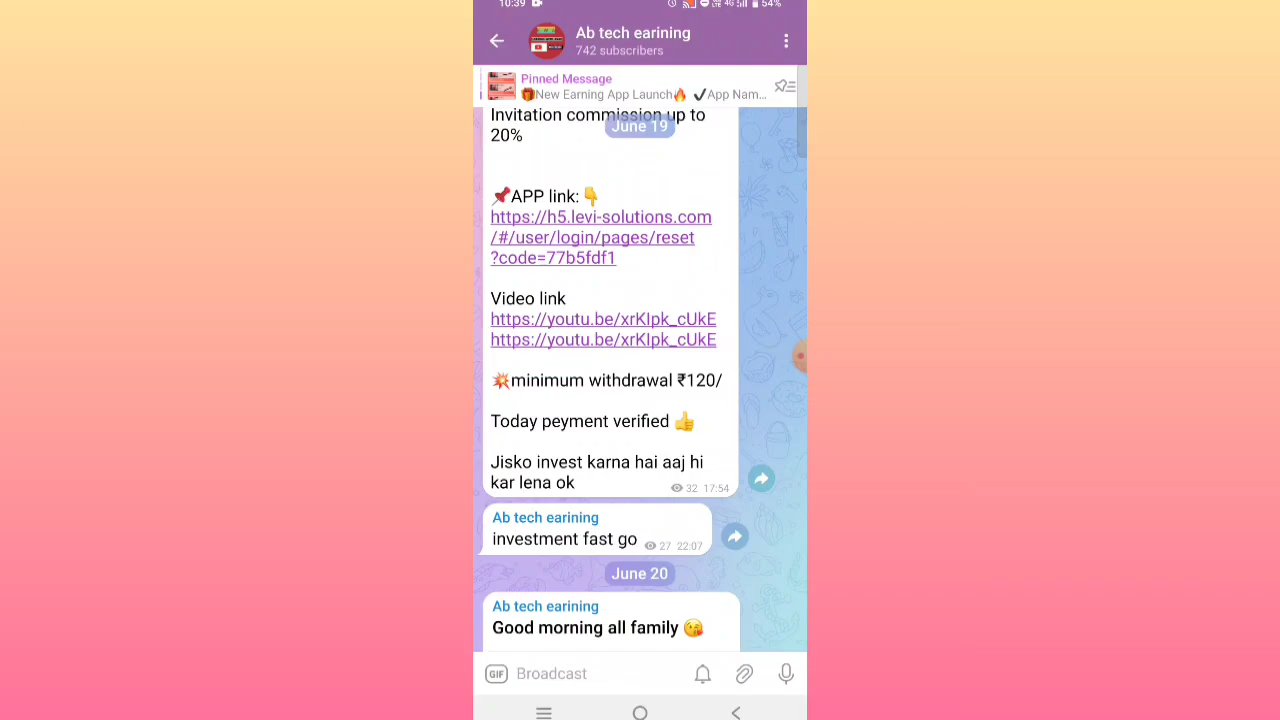 10:39 4G 54%
Ab tech earining
742 subscribers
Pinned Message
🎁New Earning App Launch🔥 ✔App Nam...
Invitation commission up to
June 19
20%
📌APP link:👇
https://h5.levi-solutions.com
/#/user/login/pages/reset
?code=77b5fdf1
Video link
https://youtu.be/xrKIpk_cUkE
https://youtu.be/xrKIpk_cUkE
💥minimum withdrawal ₹120/
Today peyment verified 👍
Jisko invest karna hai aaj hi
kar lena ok
32 17:54
Ab tech earining
investment fast go
27 22:07
June 20
Ab tech earining
Good morning all family 😘
GIF Broadcast